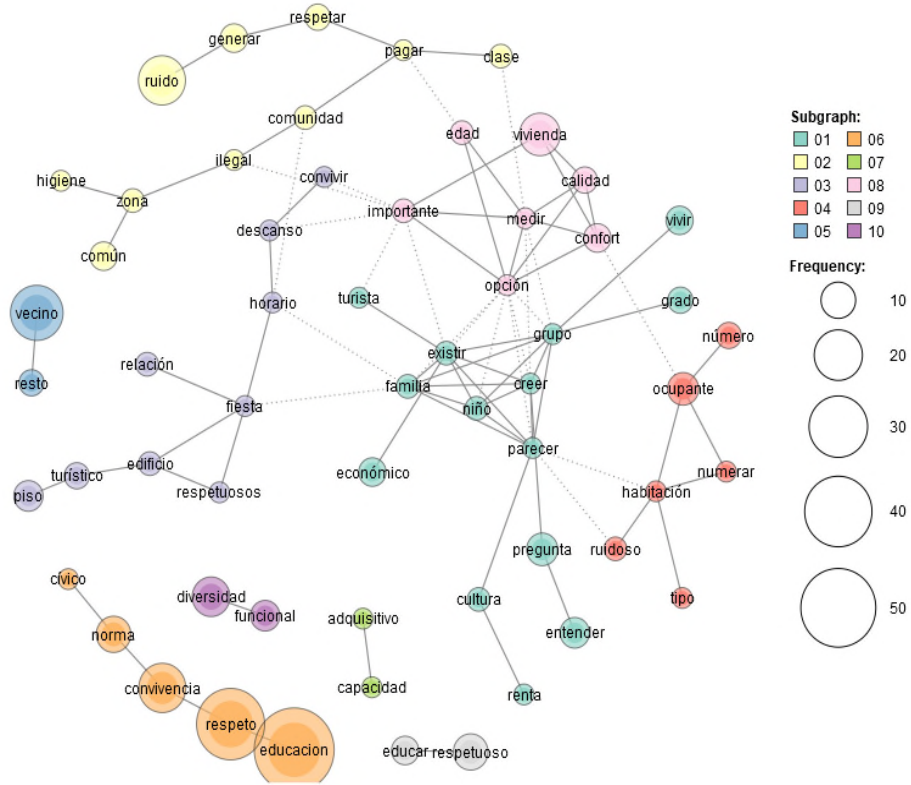 respetar
generar
pagar
clase
ruido
comunidad
edad
vivienda
ilegal
convivir
calidad
higiene
zona
importante
medir
vivir
descanso
confort
común
opción
horario
turista
grado
vecino
grupo
número
existir
relación
resto
familia
creer
ocupante
fiesta
niño
parecer
edificio
económico
turístico
numerar
piso
respetuosos
habitación
pregunta
ruidoso
cívico
diversidad
funcional
cultura
tipo
adquisitivo
norma
entender
convivencia
capacidad
renta
respeto
educacion
educar
respetuoso
Subgraph:
01 06
02 07
03 08
04 09
05 10
Frequency:
10
20
30
40
50